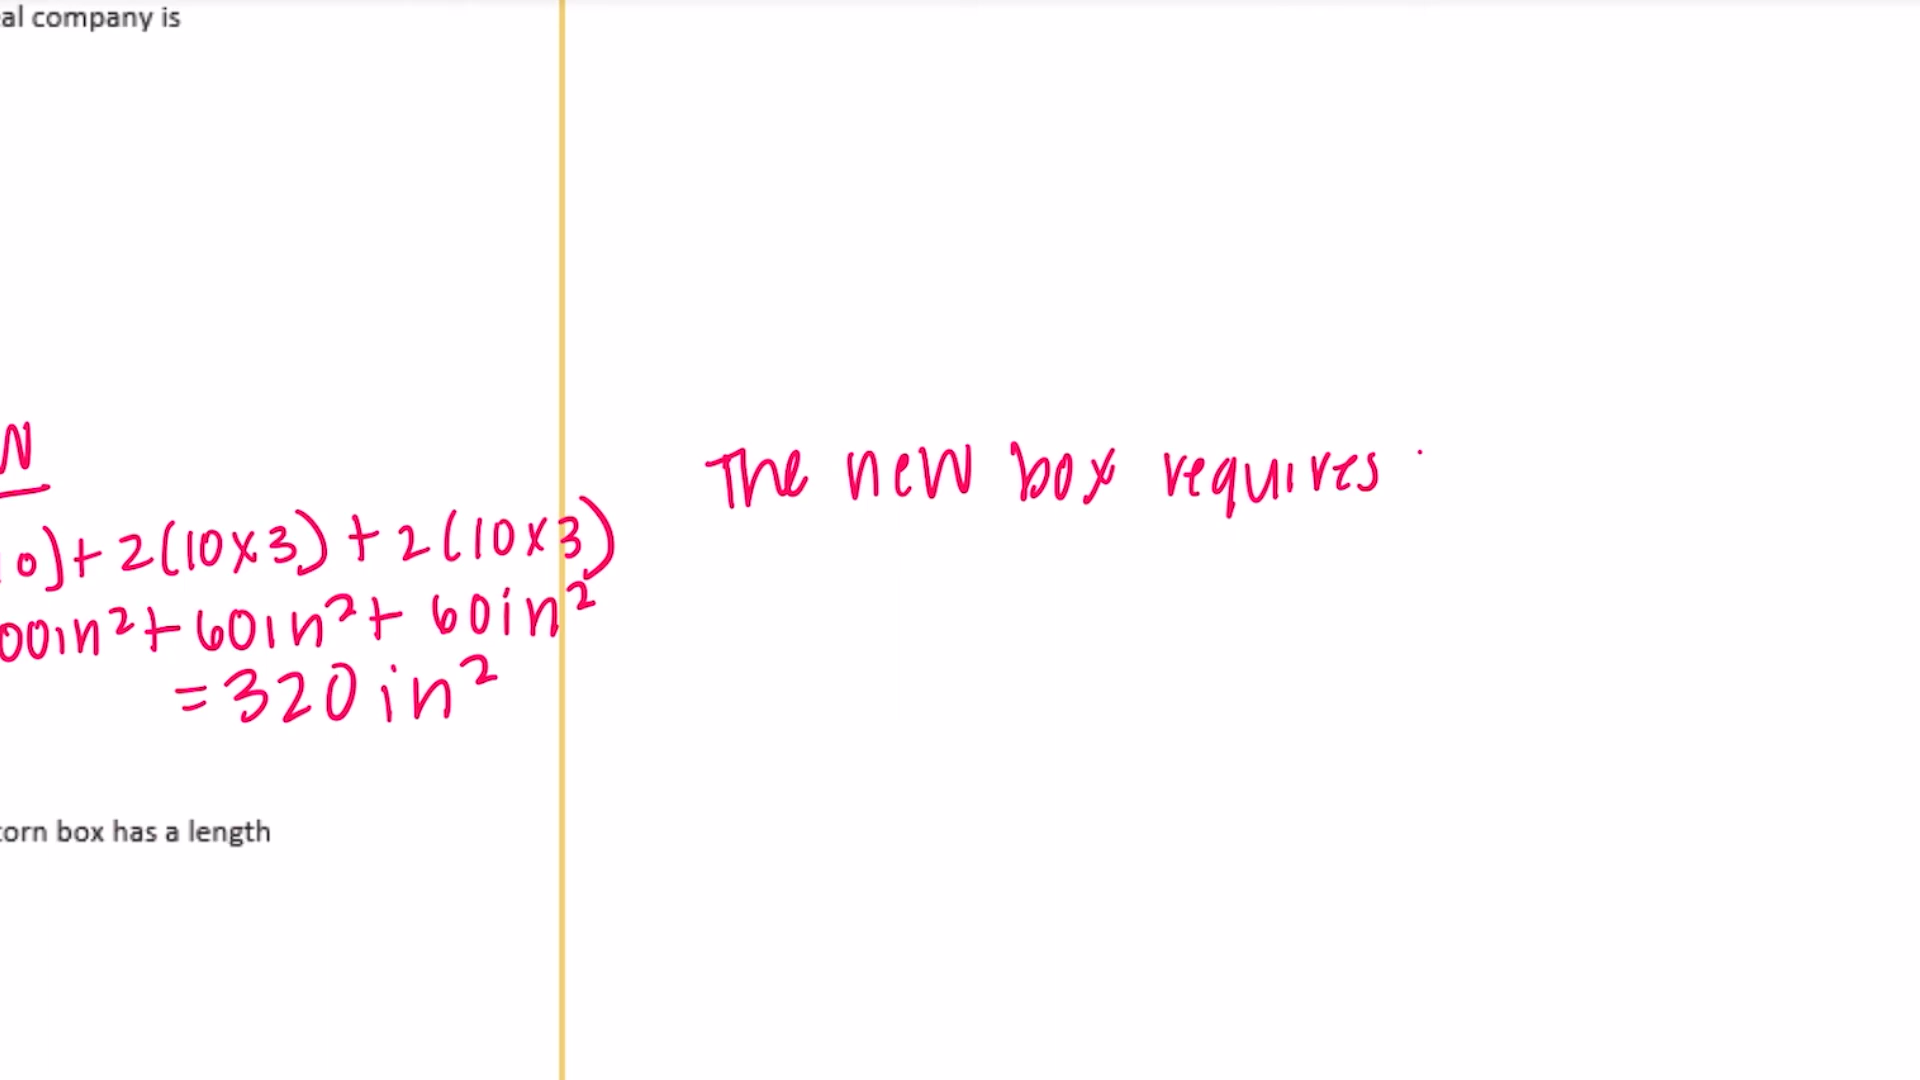 al company is
N
0)+2(10x3)+2(10x3)
00in²+60in²+60in²
=320in²
The new box requires
corn box has a length